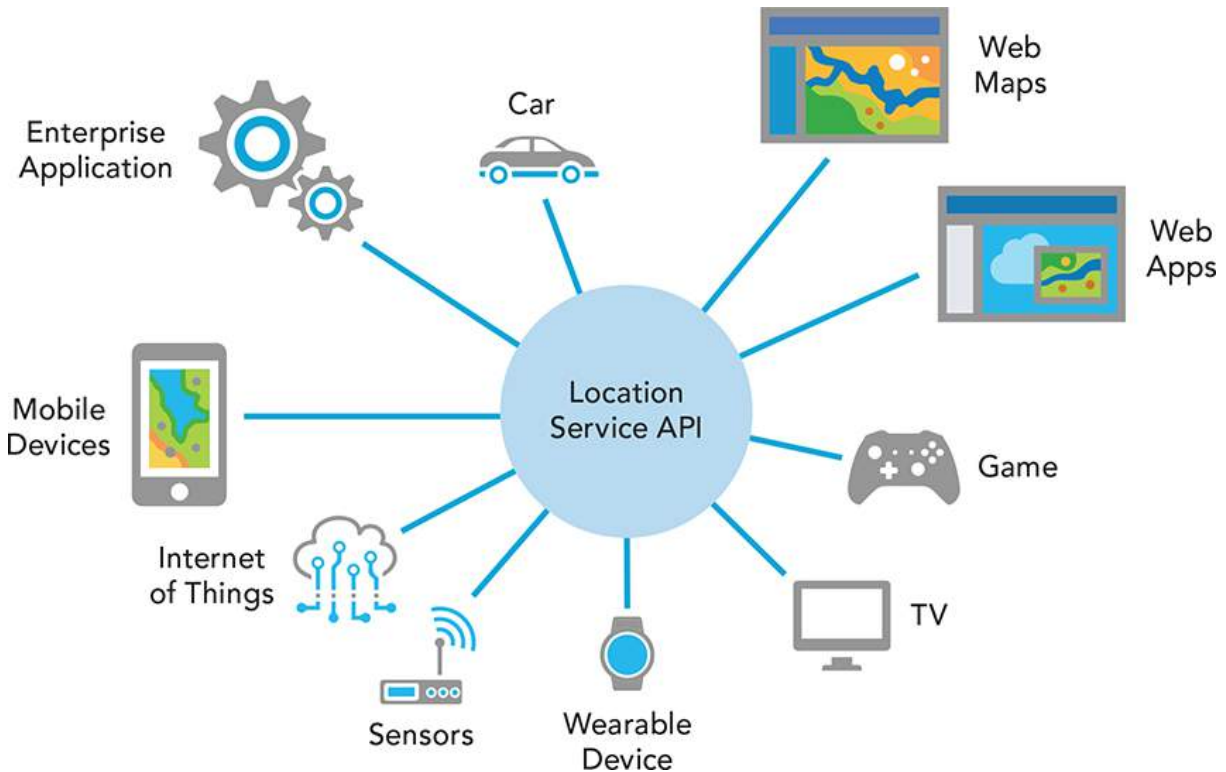 Enterprise
Application
Car
Web
Maps
Web
Apps
Location
Service API
Mobile
Devices
Game
Internet
of Things
TV
Sensors
Wearable
Device